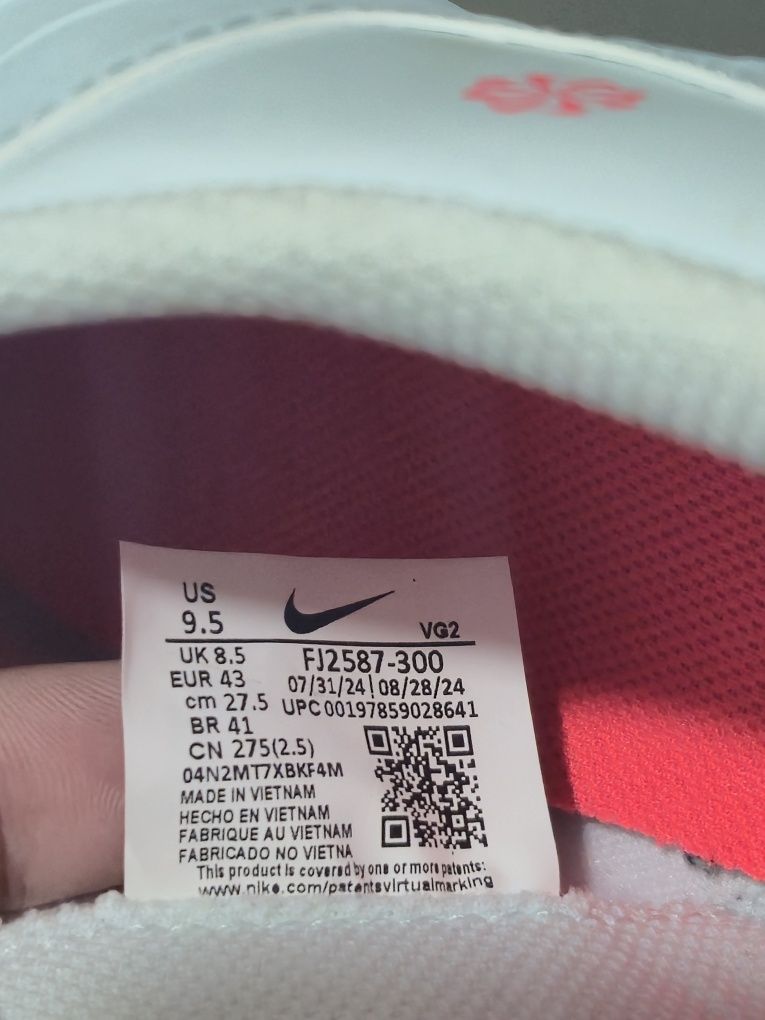 US
9.5
VG2
UK 8.5 FJ2587-300
EUR 43 07/31/24|08/28/24
cm 27.5 UPC00197859028641
BR 41
CN 275(2.5)
04N2MT7XBKF4M
MADE IN VIETNAM
HECHO EN VIETNAM
FABRIQUE AU VIETNAM
FABRICADO NO VIETNA
This product is covered by one or more patents:
www.nike.com/patentsvirtualmarking